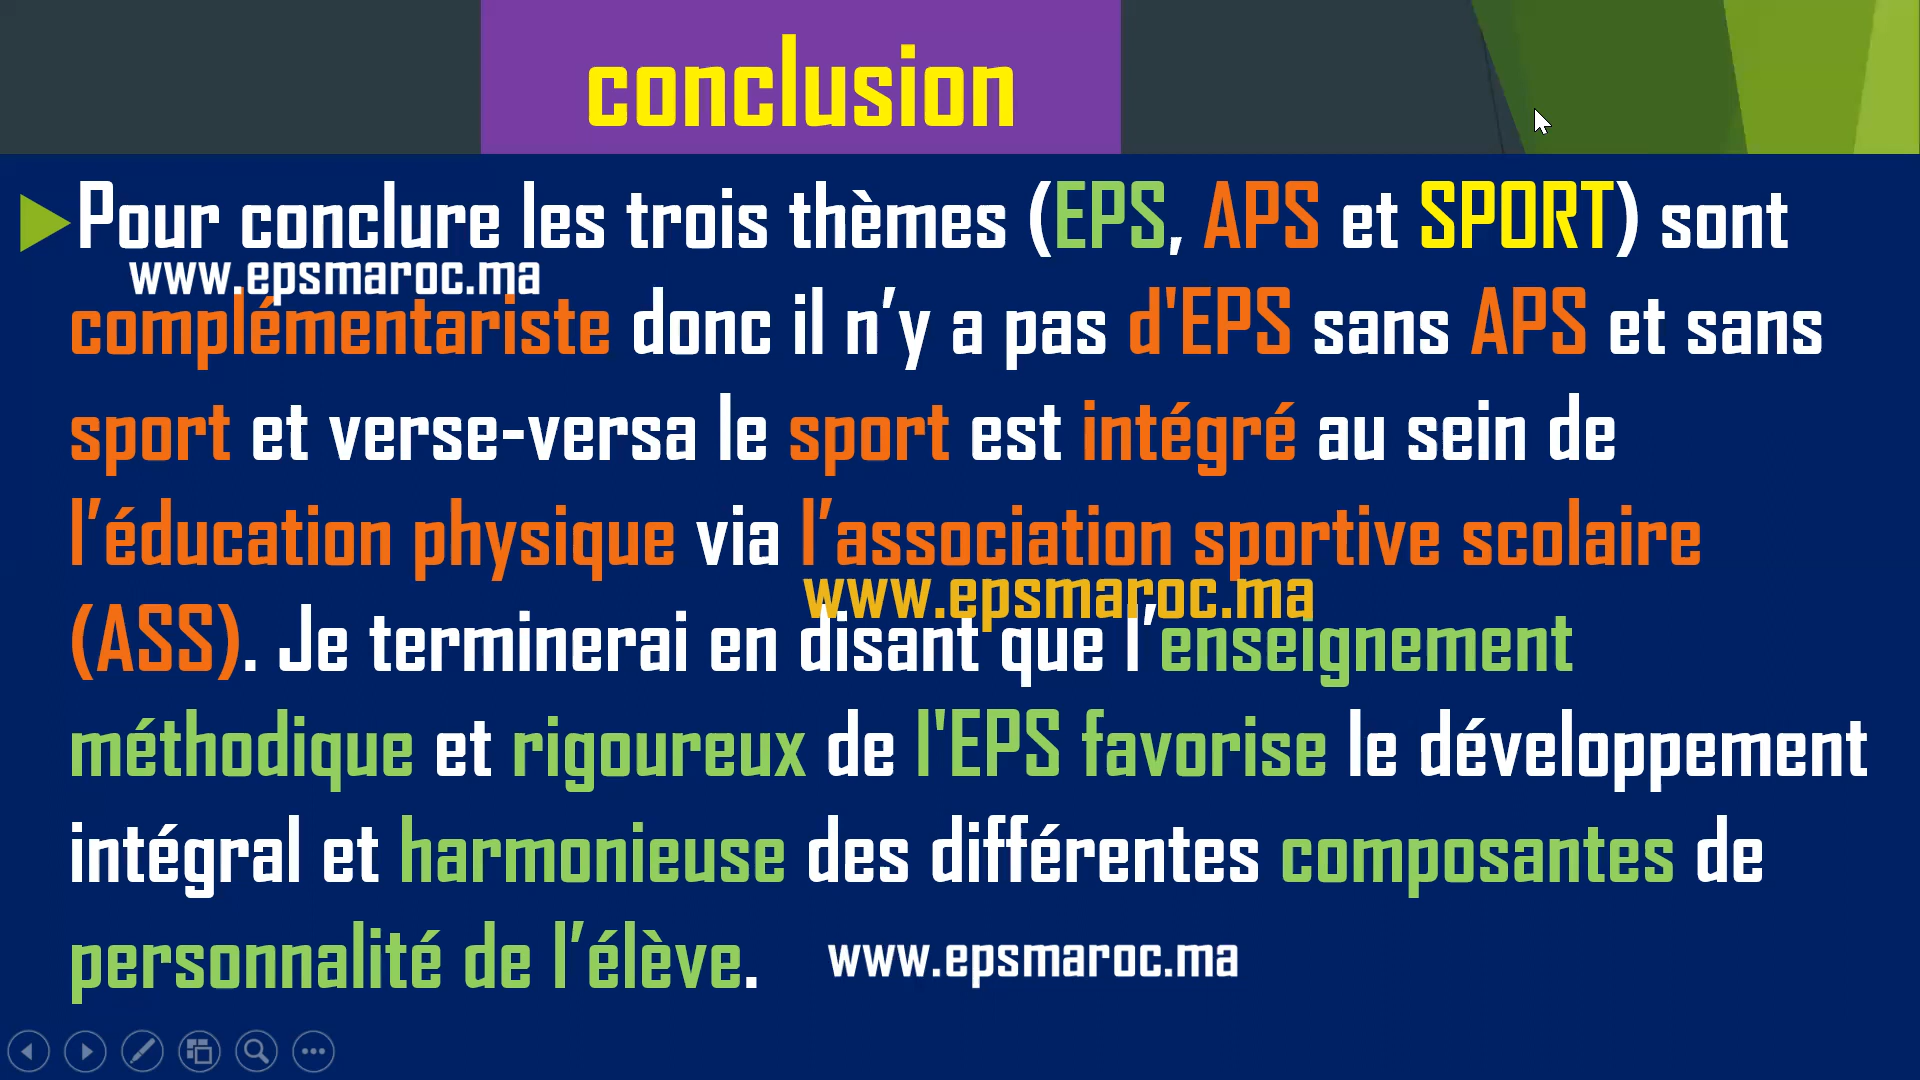 conclusion
Pour conclure les trois thèmes (EPS, APS et SPORT) sont
www.epsmaroc.ma
complémentariste donc il n’y a pas d'EPS sans APS et sans
sport et verse-versa le sport est intégré au sein de
l’éducation physique via l’association sportive scolaire
www.epsmaroc.ma
(ASS). Je terminerai en disant que l’enseignement
méthodique et rigoureux de l'EPS favorise le développement
intégral et harmonieuse des différentes composantes de
personnalité de l’élève.
www.epsmaroc.ma